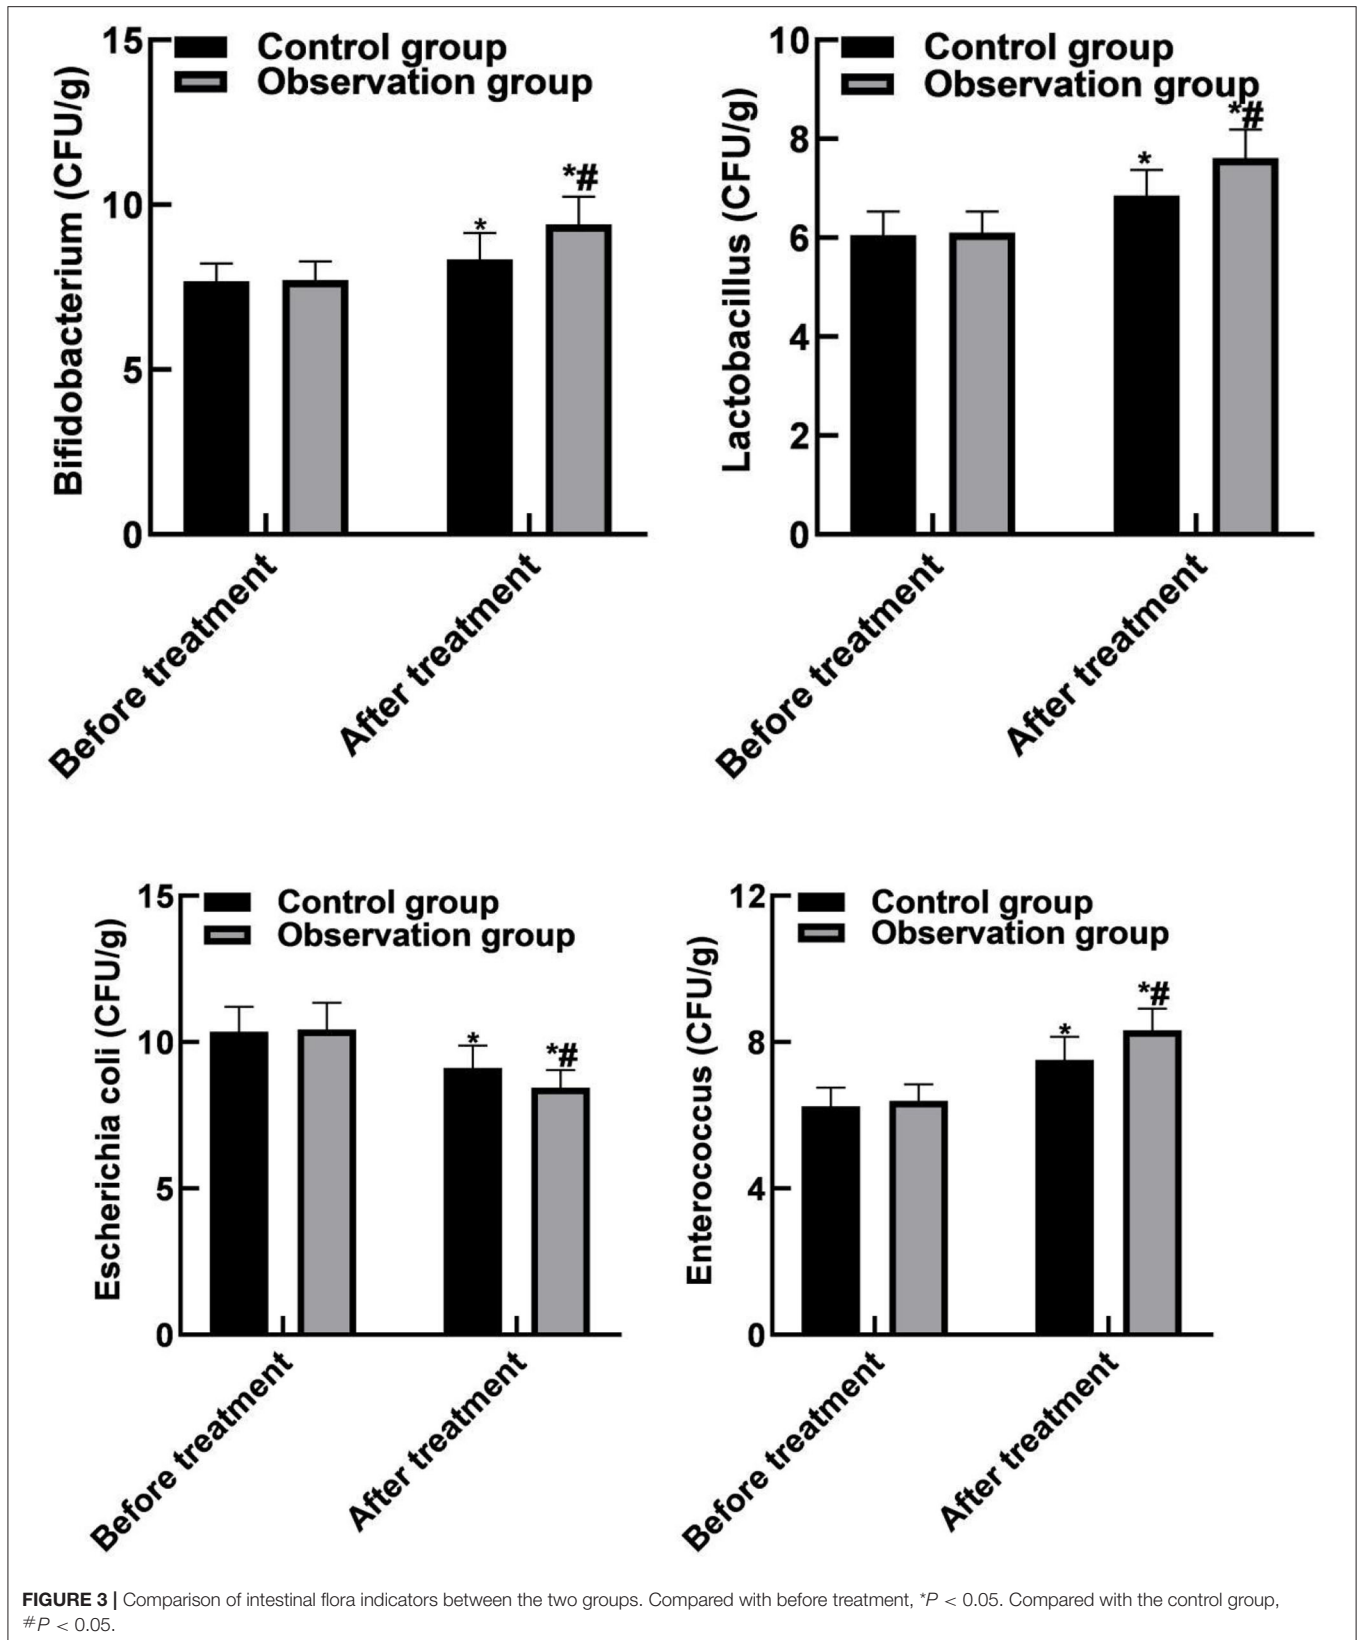 15
Control group
Observation group
10
5
0
Bifidobacterium (CFU/g)
*
*#
Before treatment
After treatment
10
Control group
Observation group
8
6
4
2
0
Lactobacillus (CFU/g)
*
*#
Before treatment
After treatment
15
Control group
Observation group
10
5
0
Escherichia coli (CFU/g)
*
*#
Before treatment
After treatment
12
Control group
Observation group
8
4
0
Enterococcus (CFU/g)
*
*#
Before treatment
After treatment
FIGURE 3 | Comparison of intestinal flora indicators between the two groups. Compared with before treatment, *P < 0.05. Compared with the control group,
#P < 0.05.